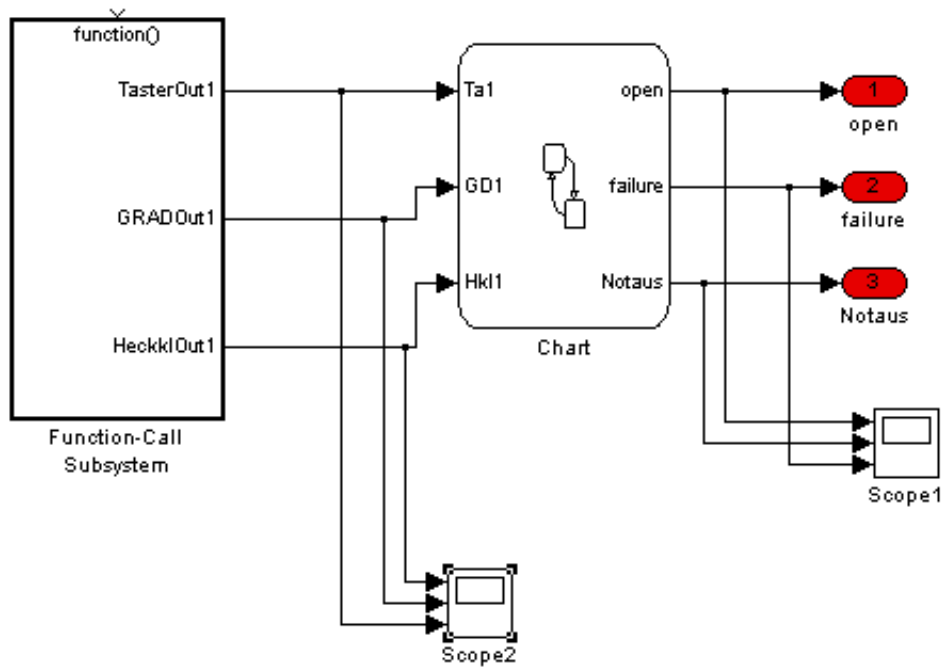 function()
TasterOut1
GRADOut1
HeckklOut1
Function-Call
Subsystem
Ta1
GD1
Hkl1
open
failure
Notaus
Chart
1
open
2
failure
3
Notaus
Scope1
Scope2